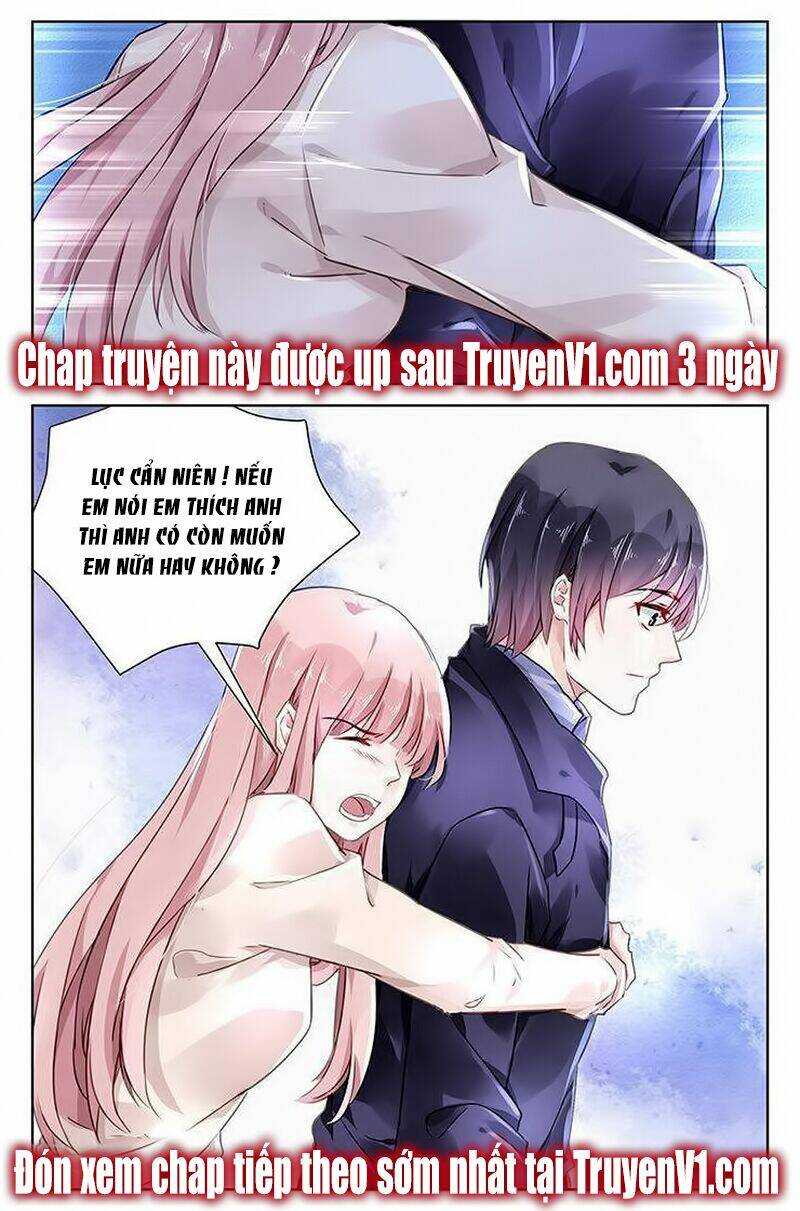 Chap truyện này được up sau TruyenV1.com 3 ngày
LỤC CẨN NIÊN ! NẾU
EM NÓI EM THÍCH ANH
THÌ ANH CÓ CÒN MUỐN
EM NỮA HAY KHÔNG ?
Đón xem chap tiếp theo sớm nhất tại TruyenV1.com